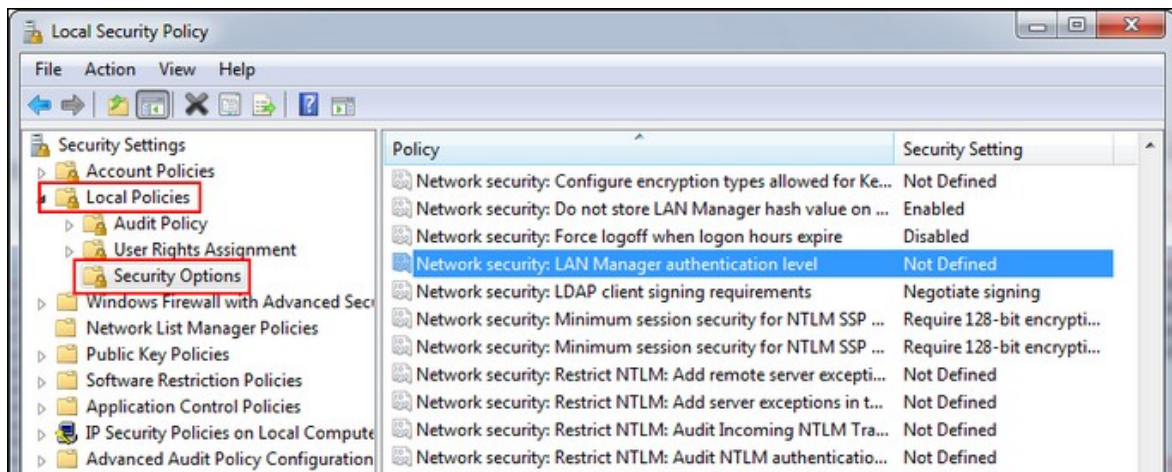 Local Security Policy
File Action View Help
Security Settings
Account Policies
Local Policies
Audit Policy
User Rights Assignment
Security Options
Windows Firewall with Advanced Secu
Network List Manager Policies
Public Key Policies
Software Restriction Policies
Application Control Policies
IP Security Policies on Local Compute
Advanced Audit Policy Configuration
Policy Security Setting
Network security: Configure encryption types allowed for Ke... Not Defined
Network security: Do not store LAN Manager hash value on ... Enabled
Network security: Force logoff when logon hours expire Disabled
Network security: LAN Manager authentication level Not Defined
Network security: LDAP client signing requirements Negotiate signing
Network security: Minimum session security for NTLM SSP ... Require 128-bit encrypti...
Network security: Minimum session security for NTLM SSP ... Require 128-bit encrypti...
Network security: Restrict NTLM: Add remote server excepti... Not Defined
Network security: Restrict NTLM: Add server exceptions in t... Not Defined
Network security: Restrict NTLM: Audit Incoming NTLM Tra... Not Defined
Network security: Restrict NTLM: Audit NTLM authenticatio... Not Defined